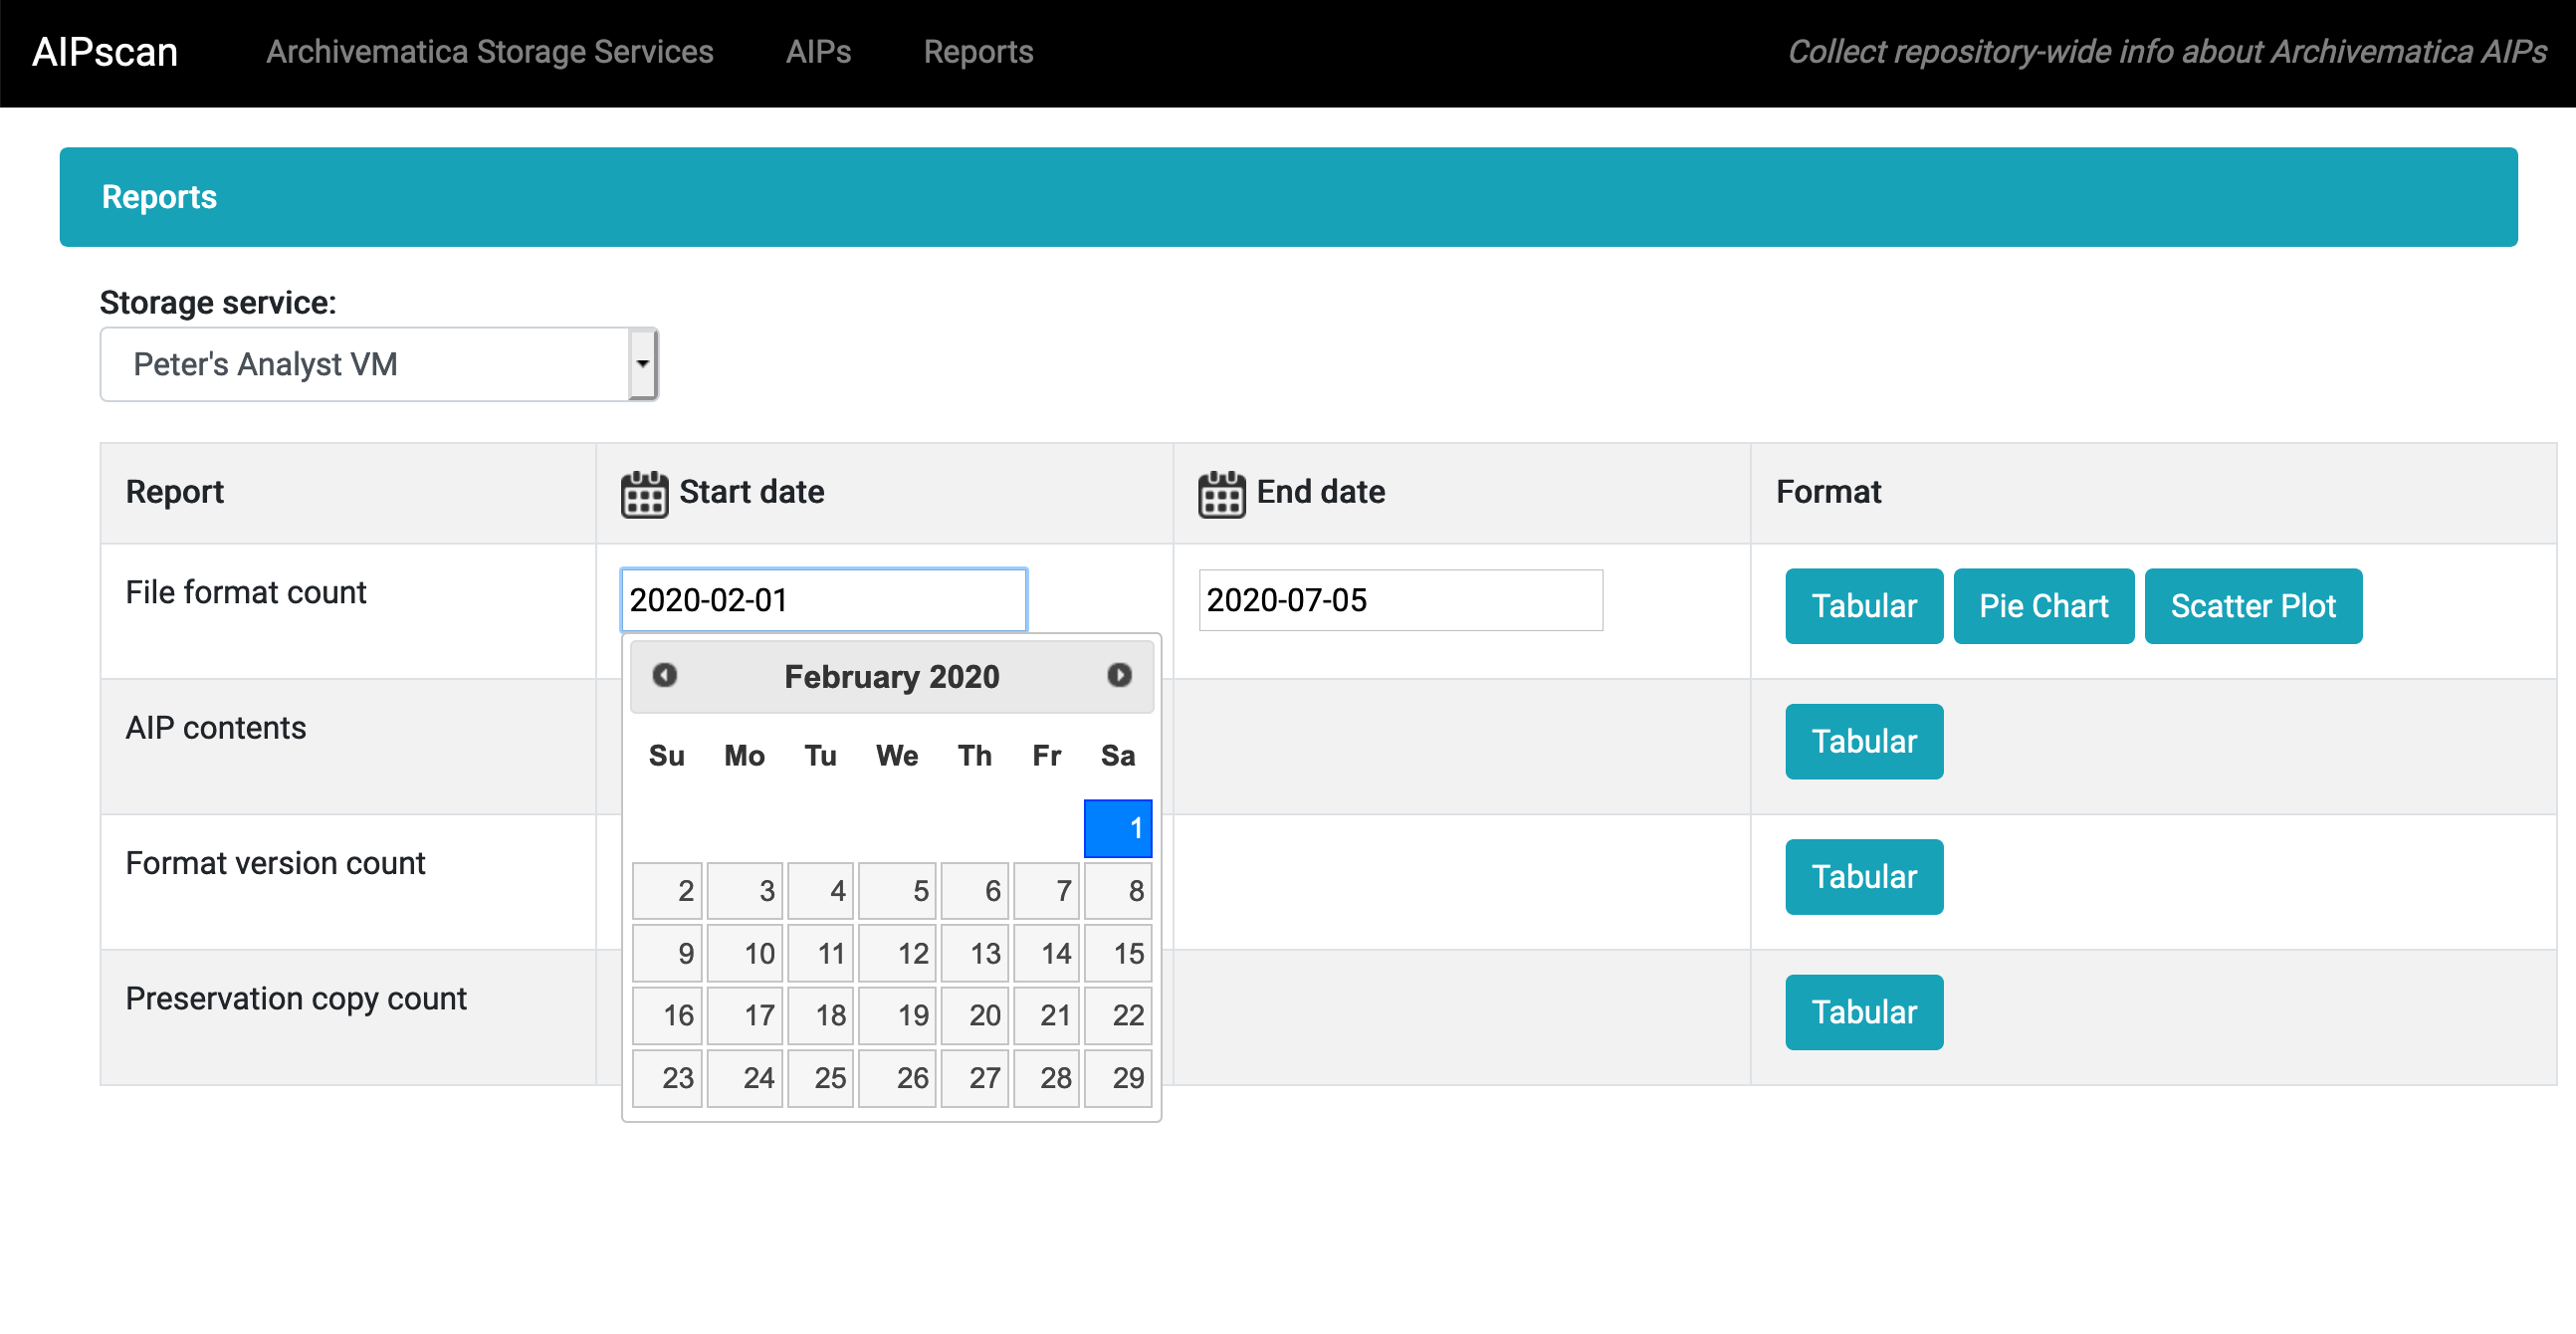 AIPscan Archivematica Storage Services AIPs Reports Collect repository-wide info about Archivematica AIPs
Reports
Storage service:
Peter's Analyst VM
Report Start date End date Format
File format count 2020-02-01 2020-07-05 Tabular Pie Chart Scatter Plot
February 2020
Su Mo Tu We Th Fr Sa
1
2 3 4 5 6 7 8
9 10 11 12 13 14 15
16 17 18 19 20 21 22
23 24 25 26 27 28 29
AIP contents Tabular
Format version count Tabular
Preservation copy count Tabular